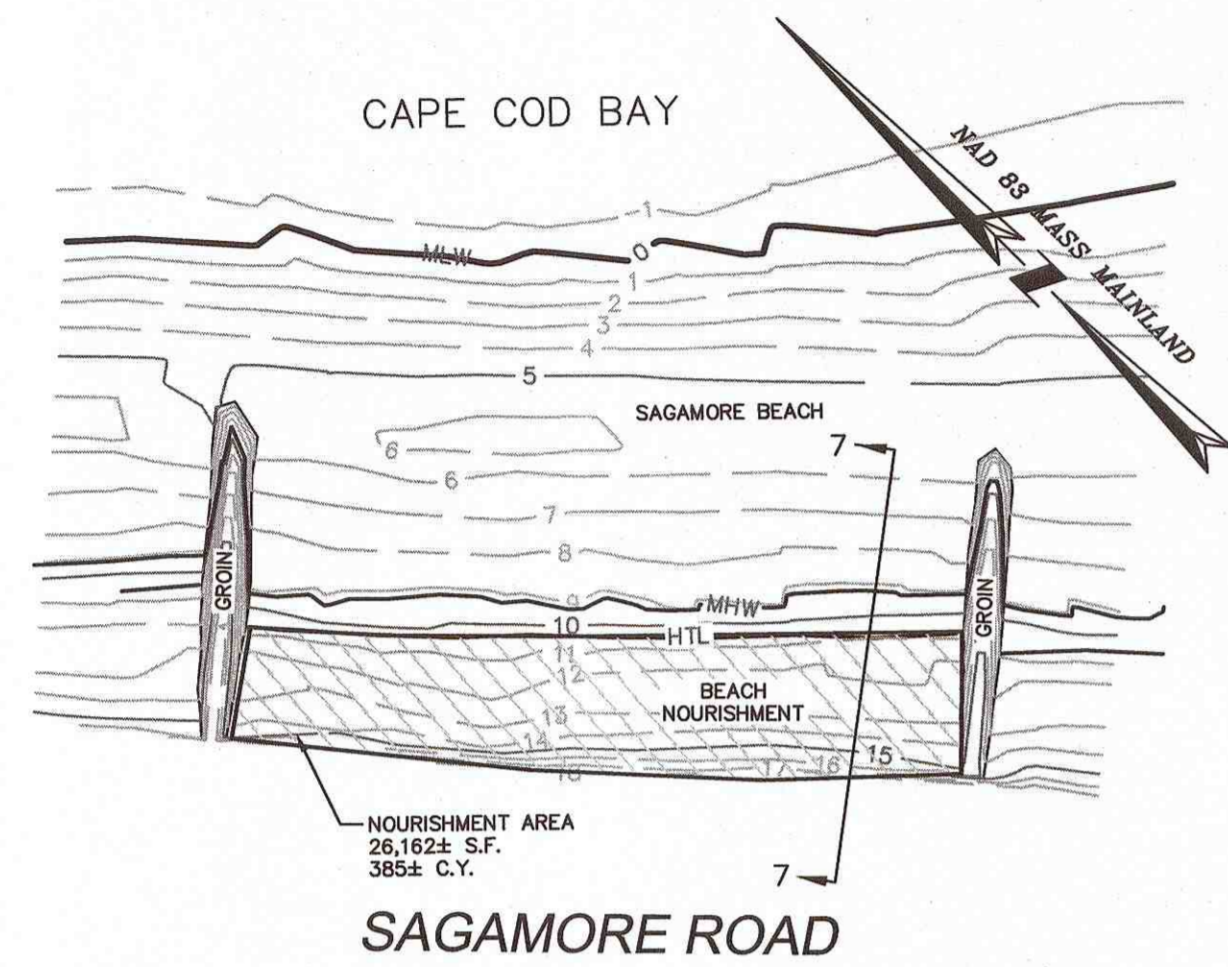 CAPE COD BAY
NAD 83 MASS MAINLAND
1
MLW
0
1
2
3
4
5
SAGAMORE BEACH
7
6
6
7
8
GROIN
GROIN
9
MHW
10
HTL
11
12
BEACH
NOURISHMENT
13
14
15
16
NOURISHMENT AREA
26,162± S.F.
385± C.Y.
7
SAGAMORE ROAD